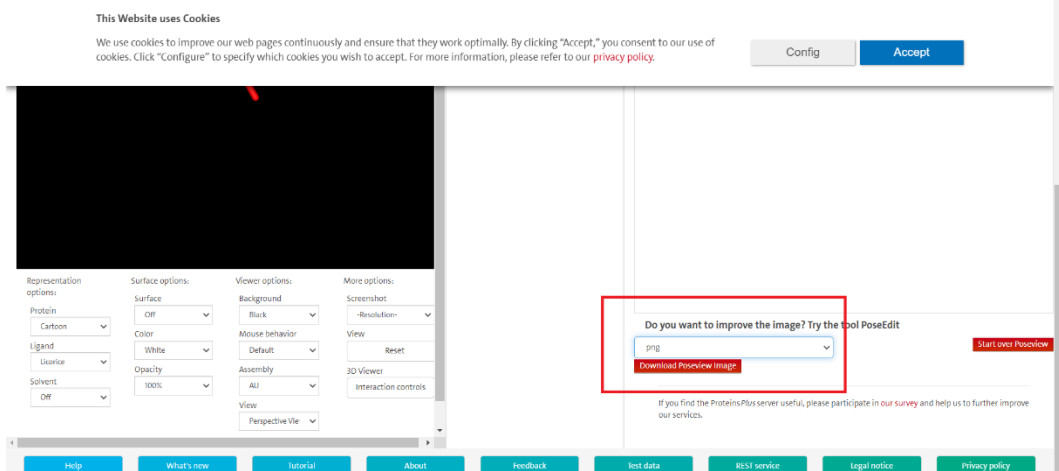 This Website uses Cookies
We use cookies to improve our web pages continuously and ensure that they work optimally. By clicking "Accept," you consent to our use of
cookies. Click "Configure" to specify which cookies you wish to accept. For more information, please refer to our privacy policy.
Config
Accept
Representation options:
Protein
Cartoon
Ligand
Licorice
Solvent
Off
Surface options:
Surface
Off
Color
White
Opacity
100%
Viewer options:
Background
Black
Mouse behavior
Default
Assembly
AU
View
Perspective Vie
More options:
Screenshot
-Resolution-
View
Reset
3D Viewer
Interaction controls
Do you want to improve the image? Try the tool PoseEdit
png
Download Poseview Image
Start over Poseview
If you find the ProteinsPlus server useful, please participate in our survey and help us to further improve
our services.
Help
What's new
Tutorial
About
Feedback
Test data
REST service
Legal notice
Privacy policy